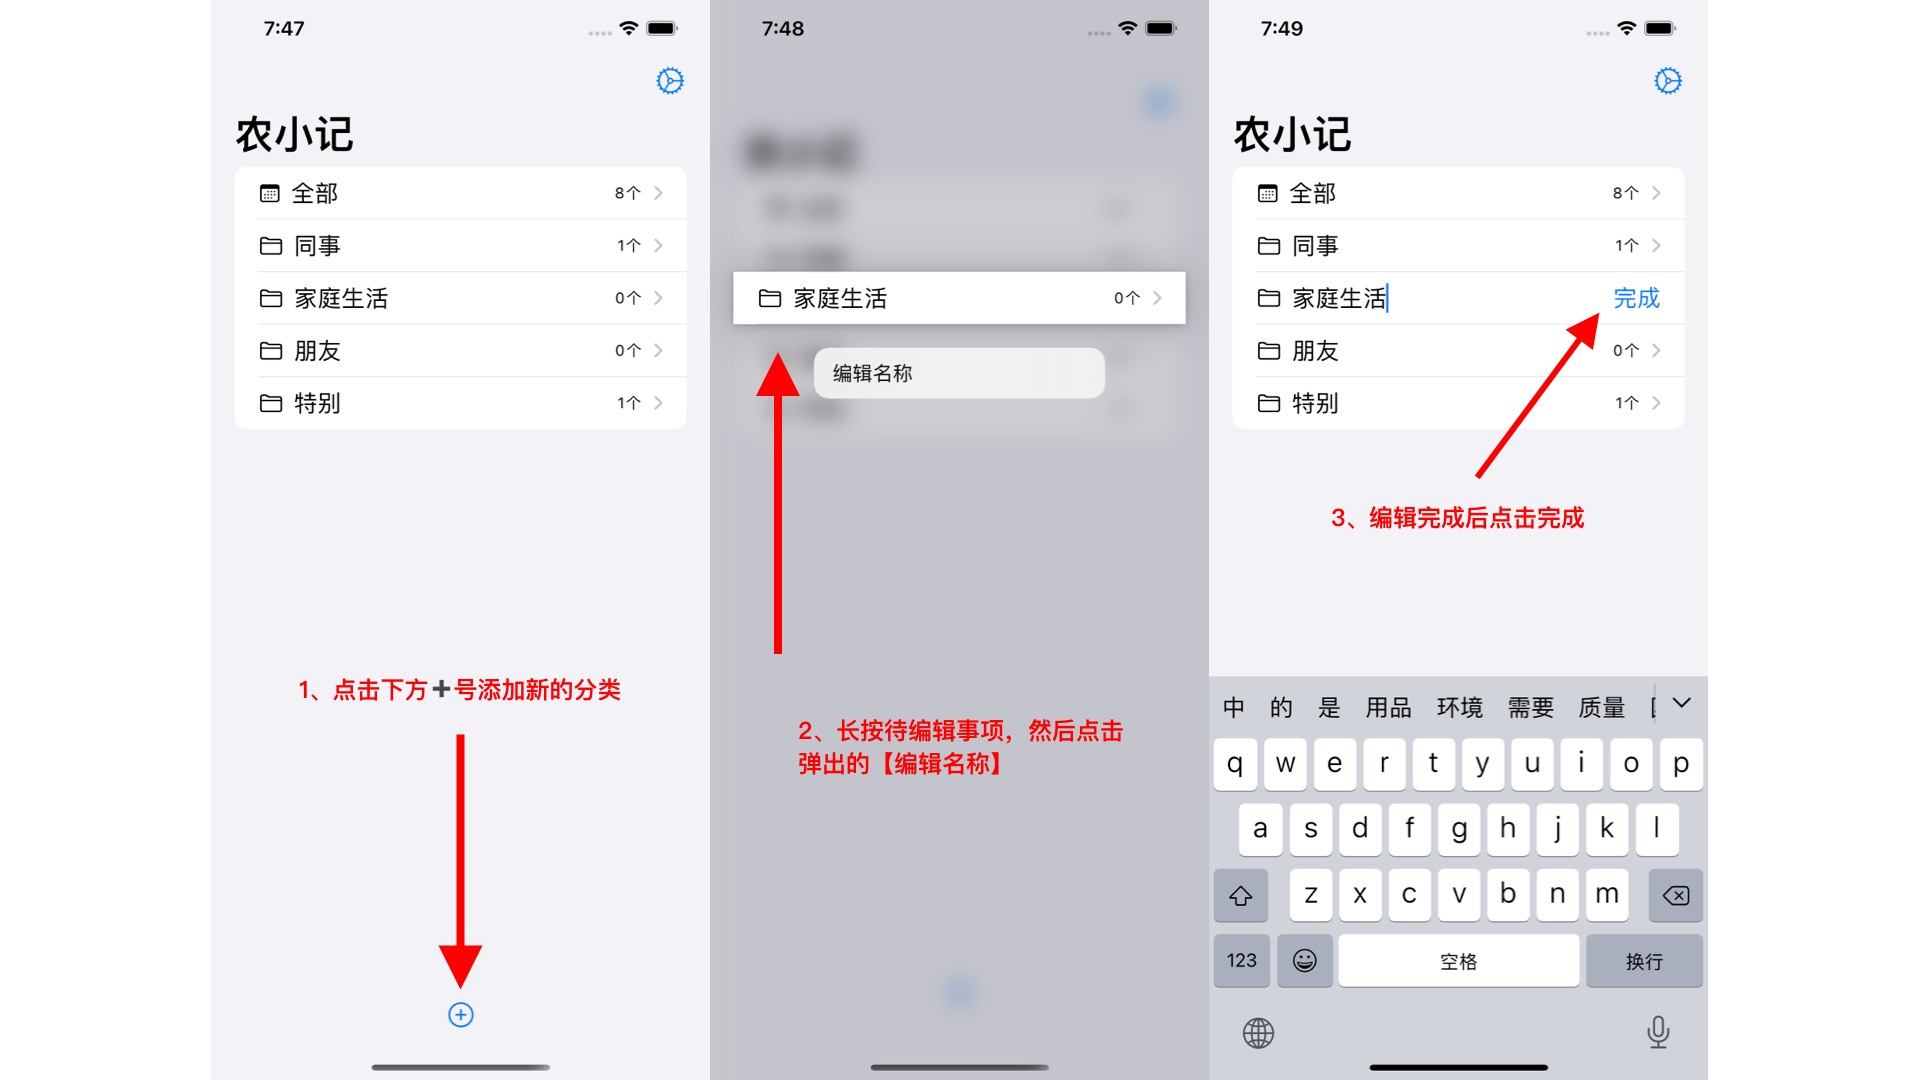 7:47
农小记
全部 8个
同事 1个
家庭生活 0个
朋友 0个
特别 1个
1、点击下方➕号添加新的分类
7:48
家庭生活 0个
编辑名称
2、长按待编辑事项，然后点击
弹出的【编辑名称】
7:49
农小记
全部 8个
同事 1个
家庭生活 完成
朋友 0个
特别 1个
3、编辑完成后点击完成
中 的 是 用品 环境 需要 质量
q w e r t y u i o p
a s d f g h j k l
z x c v b n m
123 空格 换行